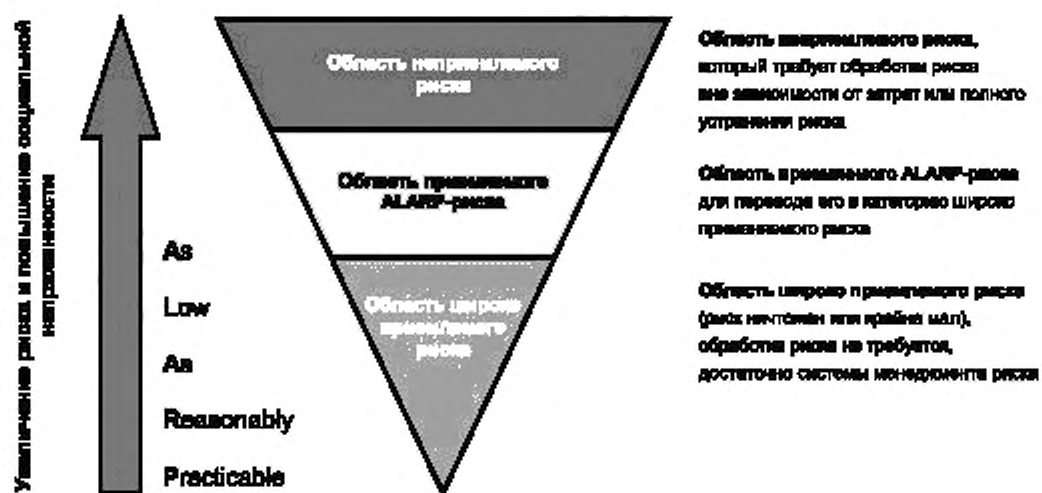 Увеличение риска и повышение социальной
напряженности
As
Low
As
Reasonably
Practicable
Область неприемлемого
риска
Область приемлемого
ALARP-риска
Область широко
приемлемого
риска
Область неприемлемого риска,
который требует обработки риска
вне зависимости от затрат или полного
устранения риска
Область приемлемого ALARP-риска
для перевода его в категорию широко
применяемого риска
Область широко приемлемого риска
(риск ничтожен или крайне мал),
обработка риска не требуется,
достаточно системы менеджмента риска